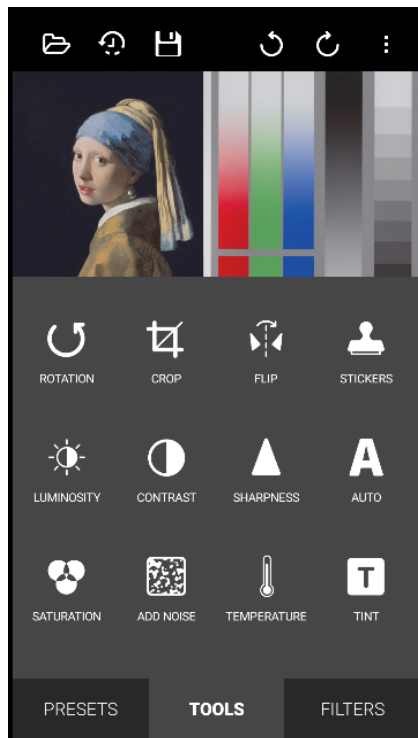 ROTATION CROP FLIP STICKERS
LUMINOSITY CONTRAST SHARPNESS AUTO
SATURATION ADD NOISE TEMPERATURE TINT
PRESETS TOOLS FILTERS